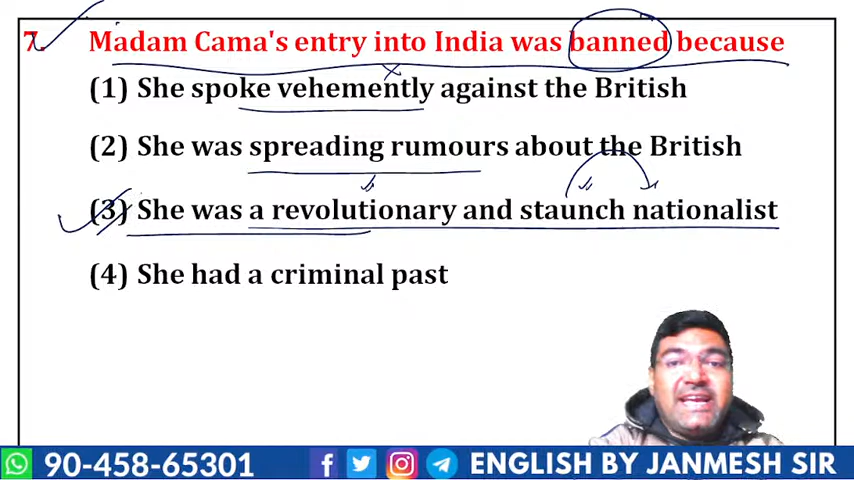 7. Madam Cama's entry into India was banned because
(1) She spoke vehemently against the British
(2) She was spreading rumours about the British
(3) She was a revolutionary and staunch nationalist
(4) She had a criminal past
90-458-65301 ENGLISH BY JANMESH SIR